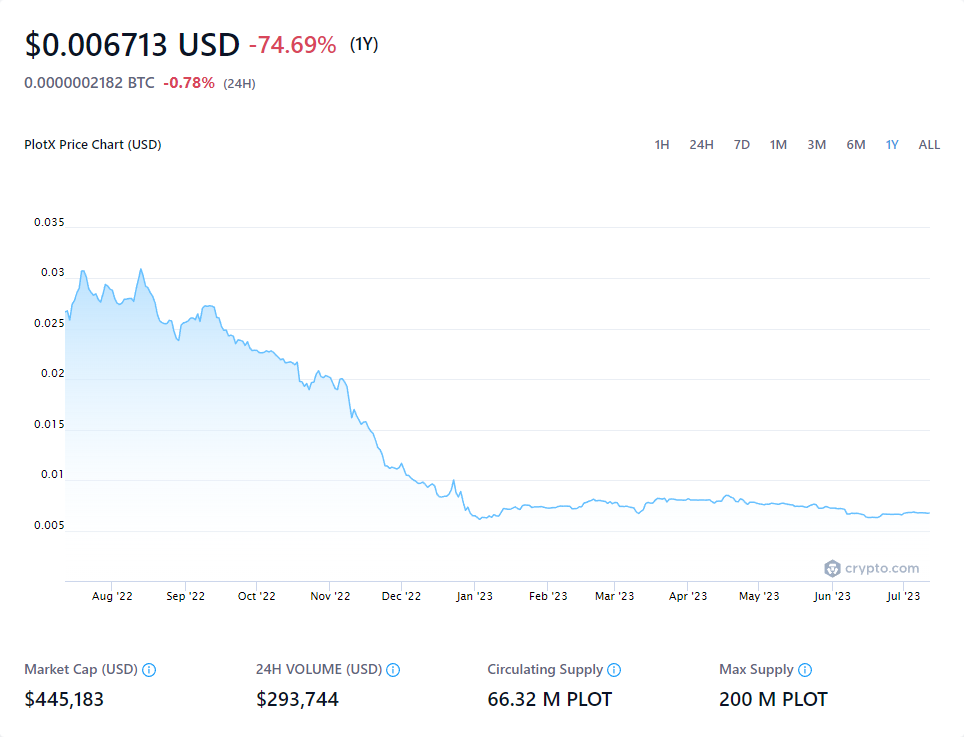 $0.006713 USD -74.69% (1Y)
0.0000002182 BTC -0.78% (24H)
PlotX Price Chart (USD) 1H 24H 7D 1M 3M 6M 1Y ALL
0.035
0.03
0.025
0.02
0.015
0.01
0.005
crypto.com
Aug '22 Sep '22 Oct '22 Nov '22 Dec '22 Jan '23 Feb '23 Mar '23 Apr '23 May '23 Jun '23 Jul '23
Market Cap (USD) 24H VOLUME (USD) Circulating Supply Max Supply
$445,183 $293,744 66.32 M PLOT 200 M PLOT